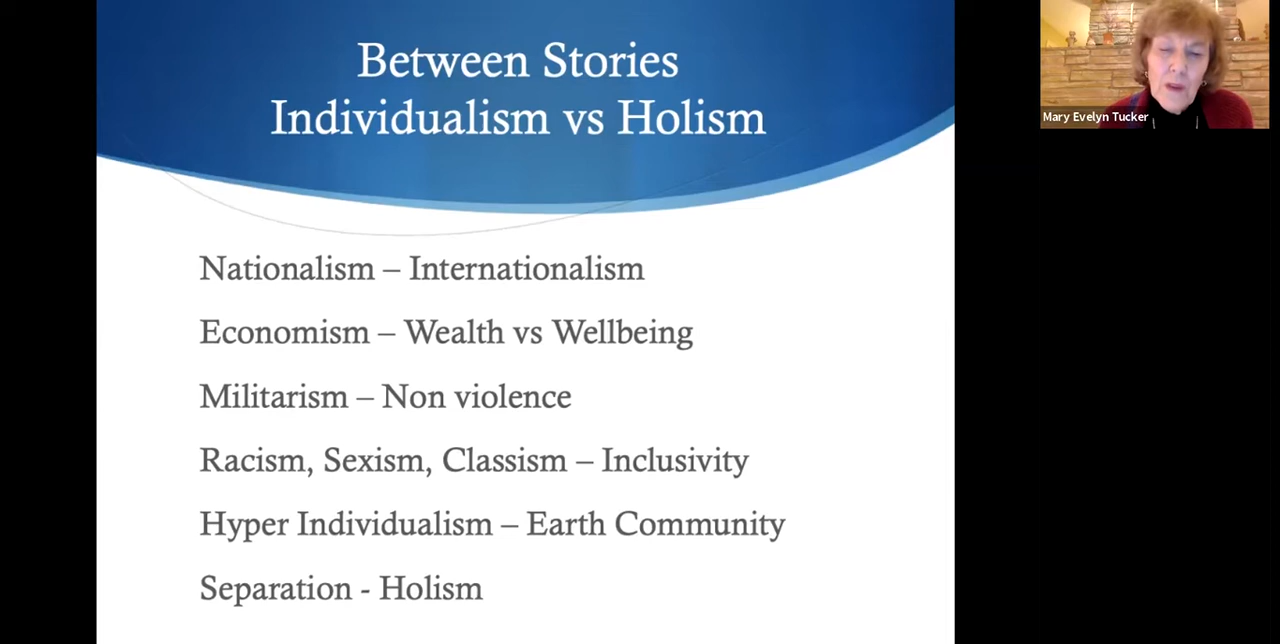 Between Stories
Individualism vs Holism
Mary Evelyn Tucker
Nationalism – Internationalism
Economism – Wealth vs Wellbeing
Militarism – Non violence
Racism, Sexism, Classism – Inclusivity
Hyper Individualism – Earth Community
Separation - Holism